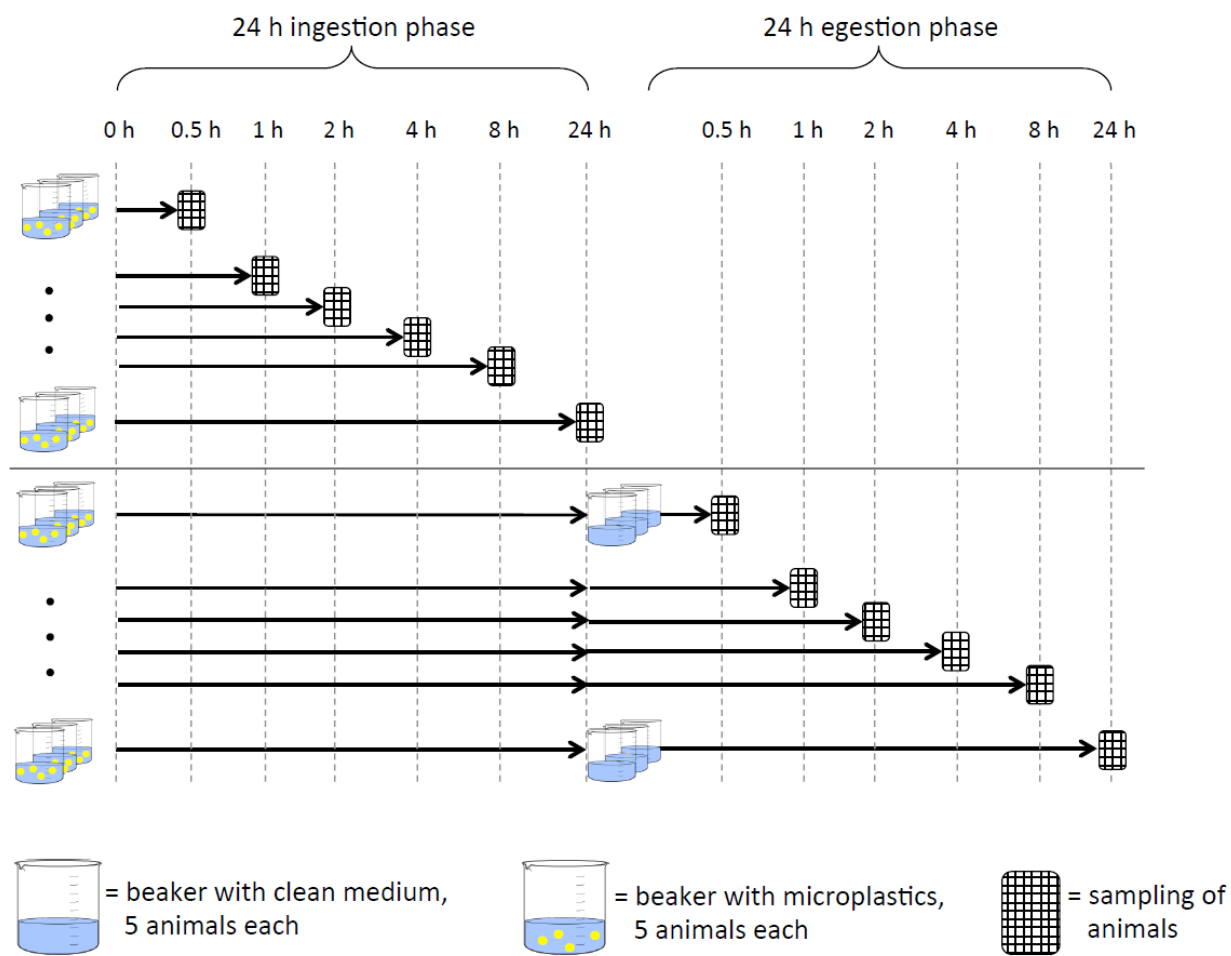 24 h ingestion phase
24 h egestion phase
0 h 0.5 h 1 h 2 h 4 h 8 h 24 h 0.5 h 1 h 2 h 4 h 8 h 24 h
= beaker with clean medium,
5 animals each
= beaker with microplastics,
5 animals each
= sampling of
animals